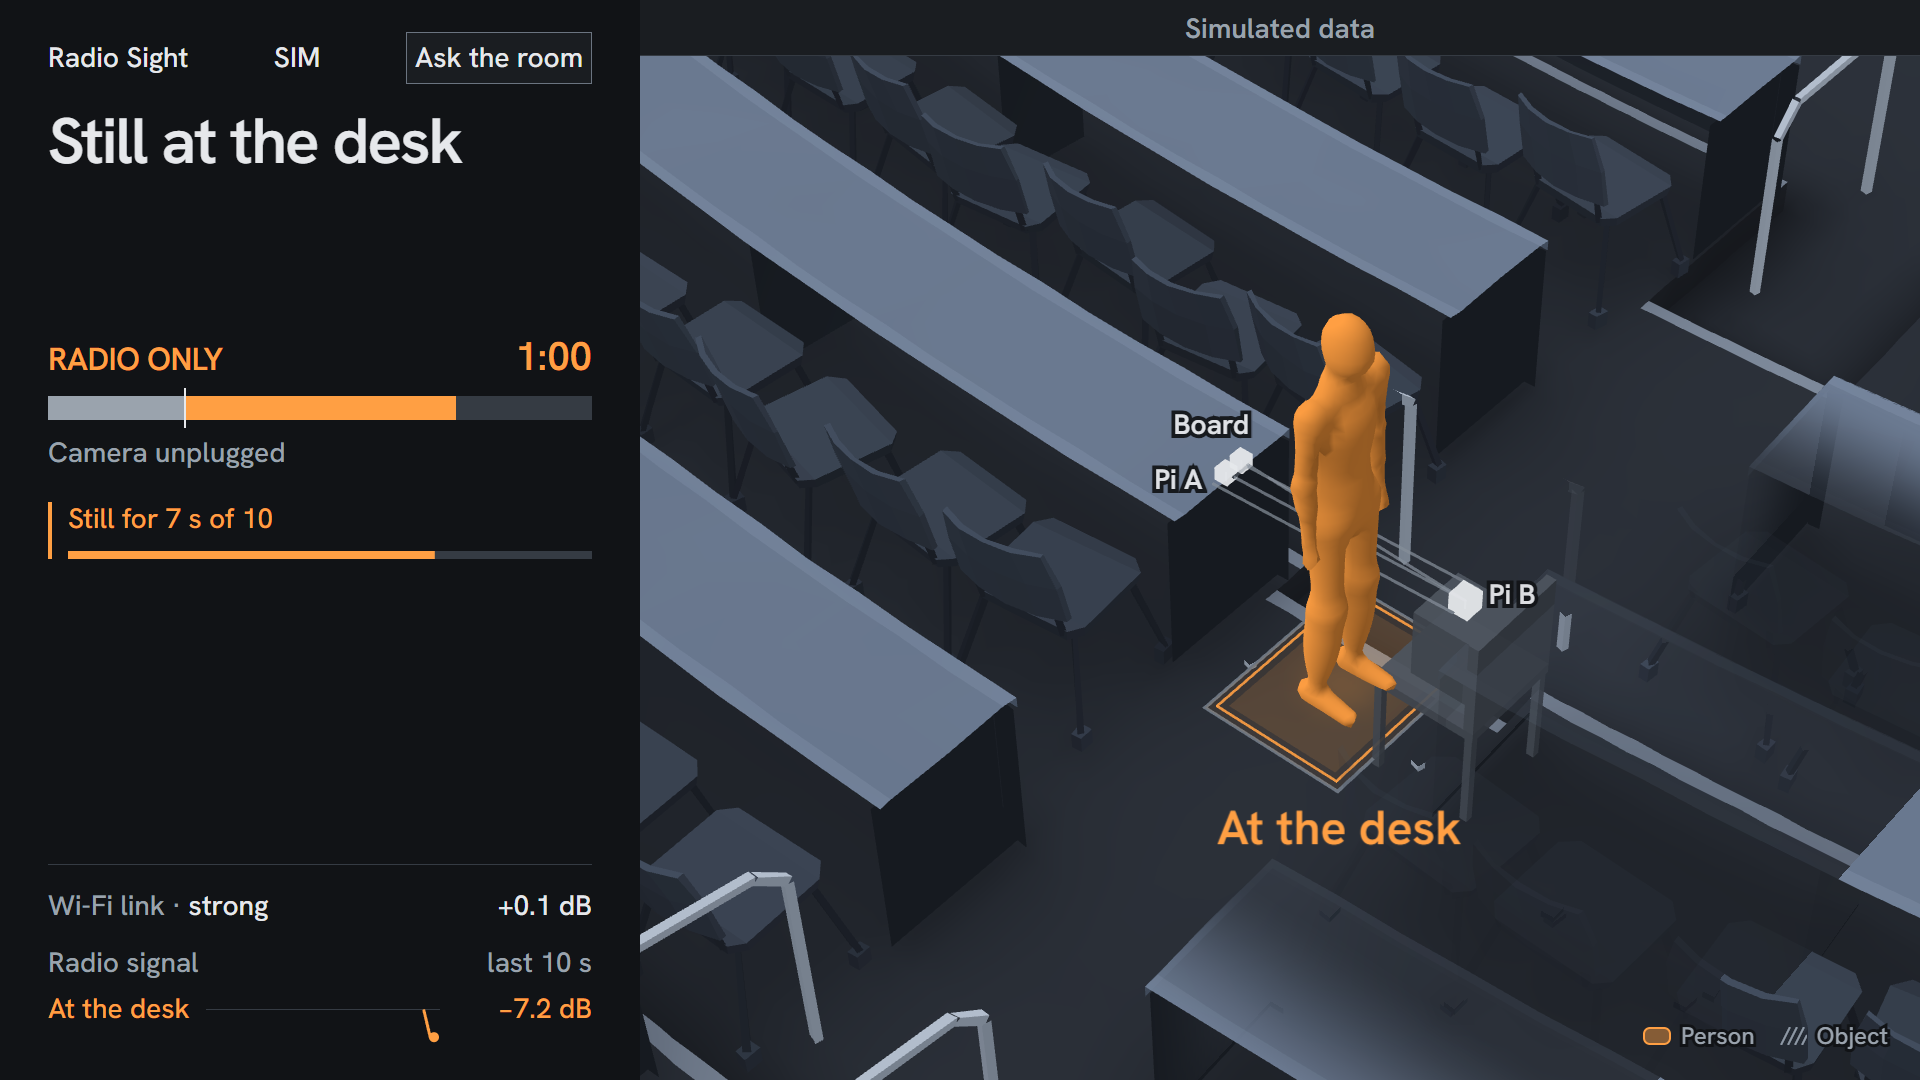 Radio Sight
SIM
Ask the room
Still at the desk
RADIO ONLY
1:00
Camera unplugged
Still for 7 s of 10
Wi-Fi link · strong
+0.1 dB
Radio signal
last 10 s
At the desk
−7.2 dB
Simulated data
Board
Pi A
Pi B
At the desk
Person
Object